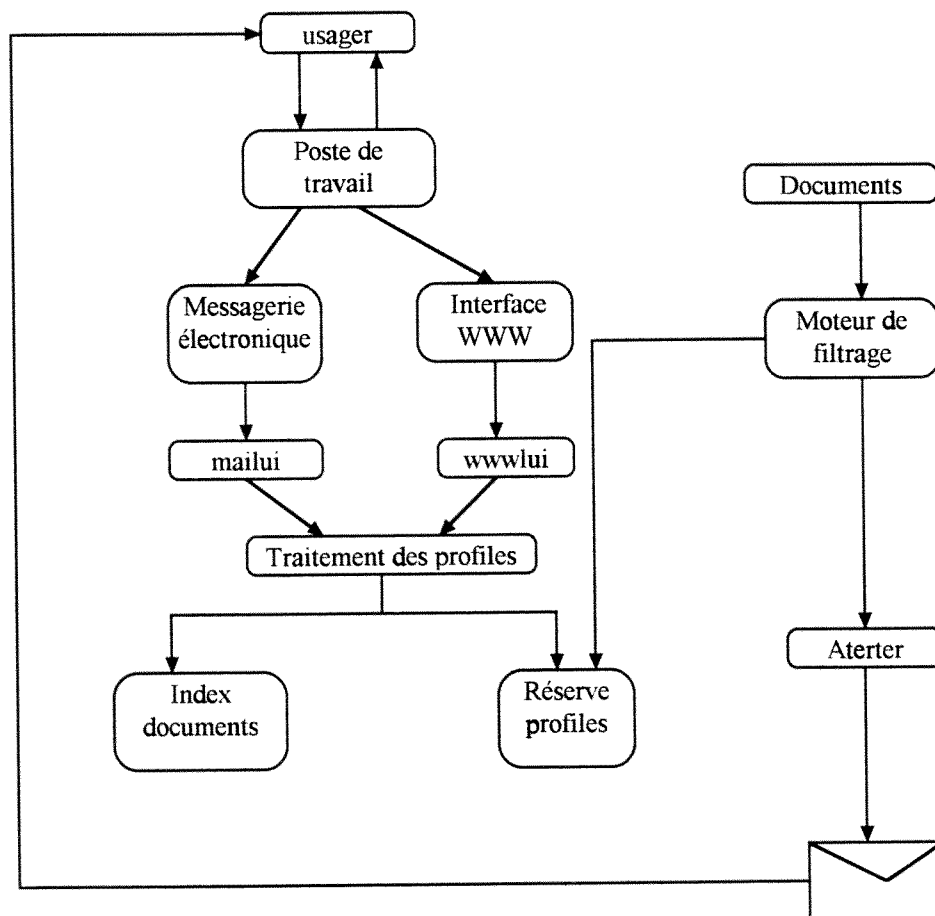 usager
Poste de
travail
Documents
Messagerie
électronique
Interface
WWW
Moteur de
filtrage
mailui
wwwlui
Traitement des profiles
Aterter
Index
documents
Réserve
profiles